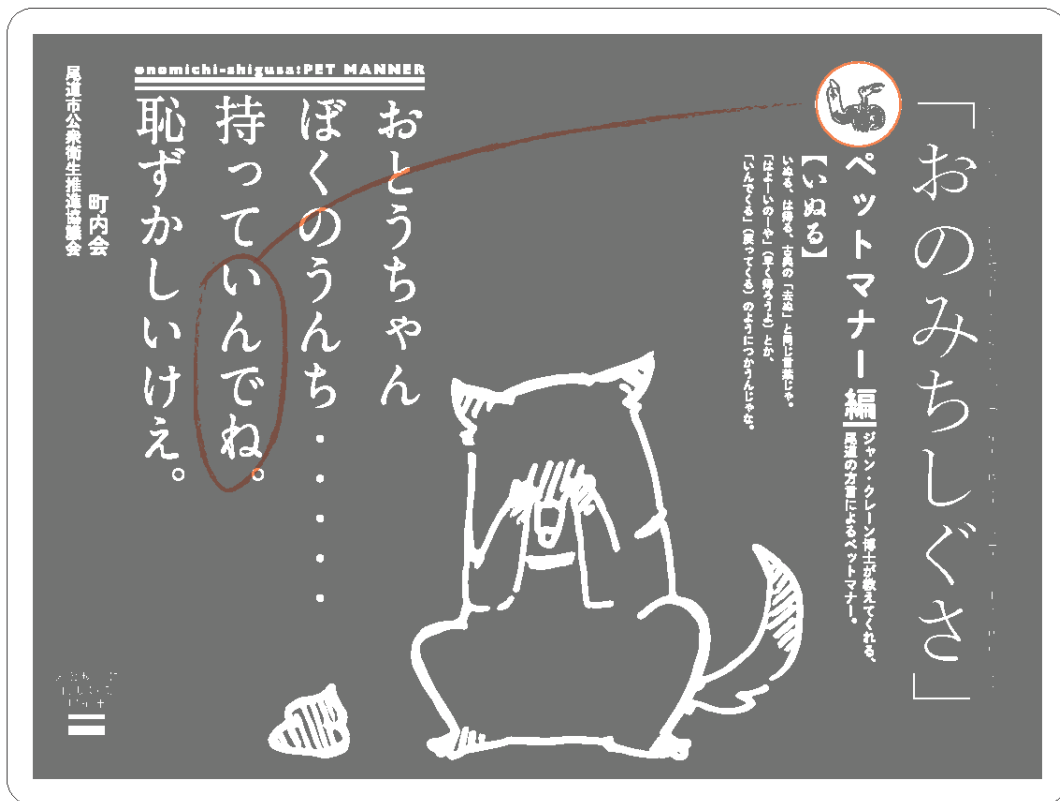 「おのみちしぐさ」
ペットマナー編
ジャン・クレーン博士が教えてくれる、
尾道の方言によるペットマナー。
【いぬる】
いぬる、は帰る、古典の「去ぬ」と同じ言葉じゃ。
「はよーいのーや」(早く帰ろうよ)とか、
「いんでくる」(戻ってくる)のようにつかうんじゃな。
onomichi-shigusa:PET MANNER
おとうちゃん
ぼくのうんち・・・・・
持っていんでね。
恥ずかしいけえ。
町内会
尾道市公衆衛生推進協議会